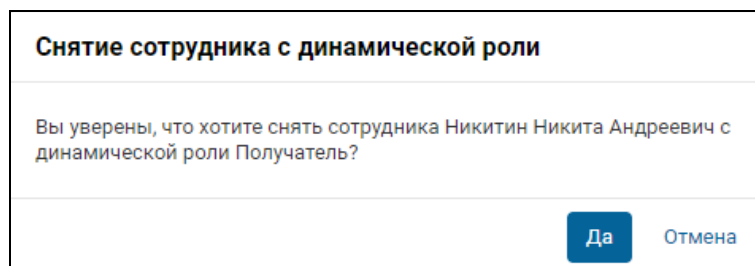 Снятие сотрудника с динамической роли
Вы уверены, что хотите снять сотрудника Никитин Никита Андреевич с
динамической роли Получатель?
Да Отмена